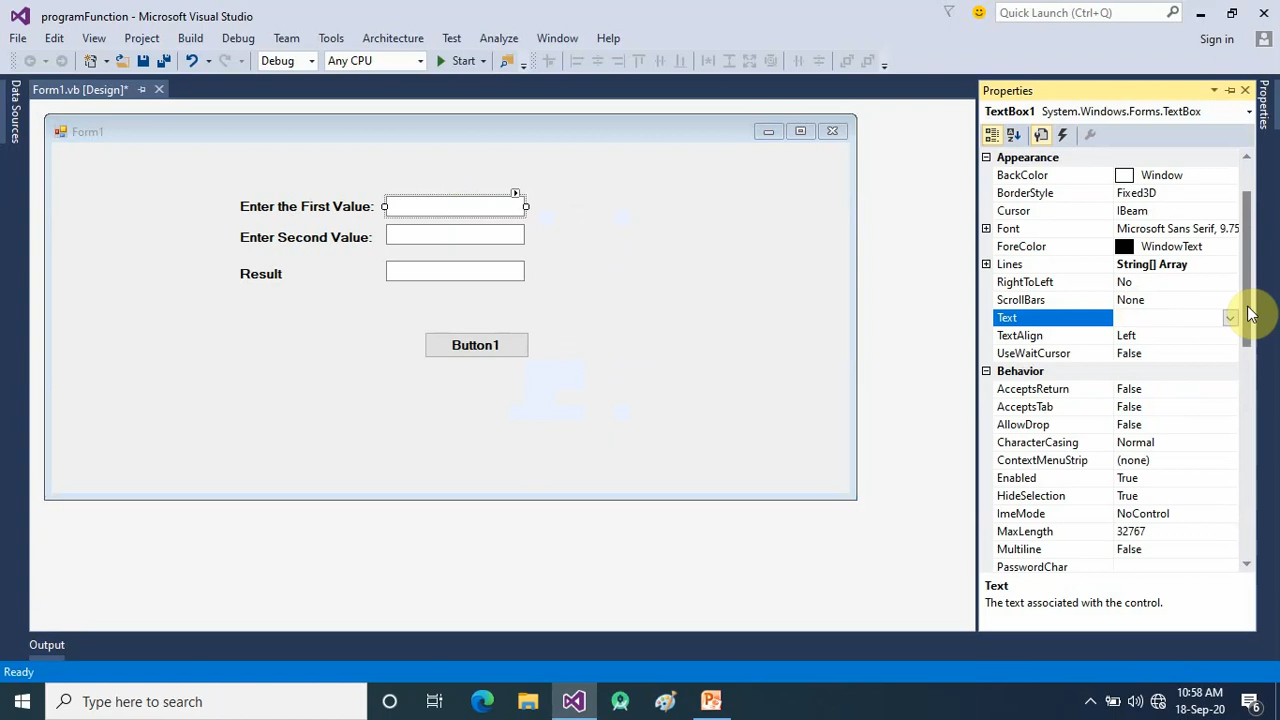 programFunction - Microsoft Visual Studio
Quick Launch (Ctrl+Q)
File Edit View Project Build Debug Team Tools Architecture Test Analyze Window Help
Sign in
Debug Any CPU Start
Data Sources
Form1.vb [Design]*
Form1
Enter the First Value:
Enter Second Value:
Result
Button1
Properties
Properties
TextBox1 System.Windows.Forms.TextBox
Appearance
BackColor Window
BorderStyle Fixed3D
Cursor IBeam
Font Microsoft Sans Serif, 9.75
ForeColor WindowText
Lines String[] Array
RightToLeft No
ScrollBars None
Text
TextAlign Left
UseWaitCursor False
Behavior
AcceptsReturn False
AcceptsTab False
AllowDrop False
CharacterCasing Normal
ContextMenuStrip (none)
Enabled True
HideSelection True
ImeMode NoControl
MaxLength 32767
Multiline False
PasswordChar
Text
The text associated with the control.
Output
Ready
Type here to search
10:58 AM
18-Sep-20
6